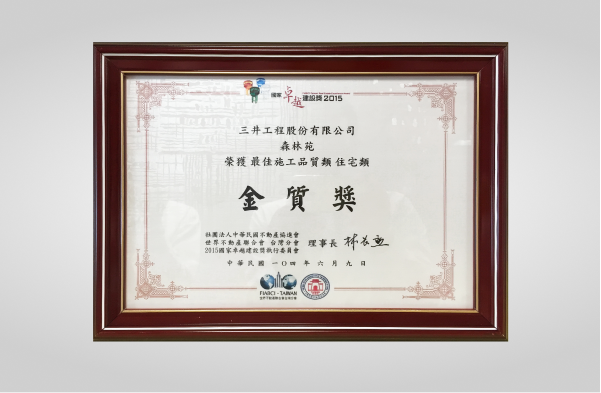 國家卓越建設獎2015
三井工程股份有限公司
森林苑
榮獲 最佳施工品質類 住宅類
金質獎
社團法人中華民國不動產協進會
世界不動產聯合會 台灣分會
2015國家卓越建設獎執行委員會
理事長
中華民國 一〇四 年 六 月 九 日
FIABCI - TAIWAN